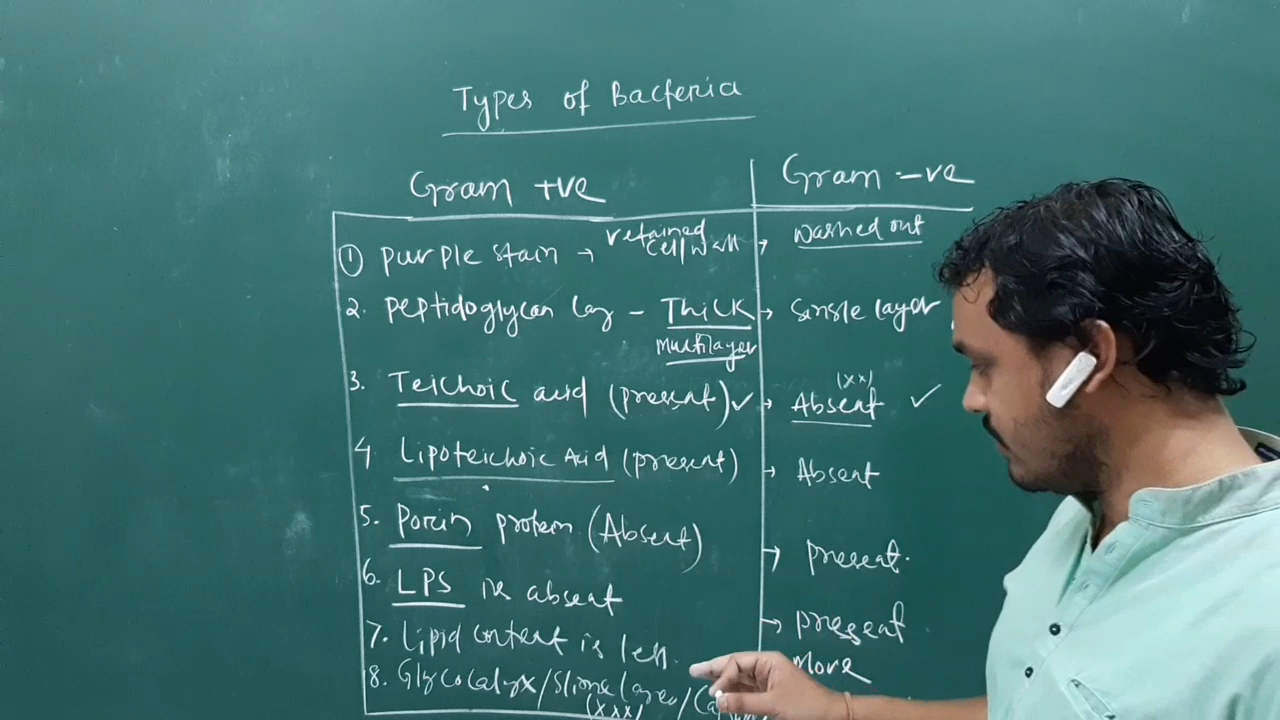 Types of Bacteria
Gram +ve
Gram -ve
① purple stain → retained cell/wall → washed out
2. peptidoglycan lay - Thick multilayer → single layer
3. Teichoic acid (present) ✓ → Absent (xx) ✓
4 Lipoteichoic Acid (present) → Absent
5. Porin protein (Absent) → present.
6. LPS is absent → present
7. Lipid content is less. more
8. Glycocalyx/Slime layer/
(xxx)